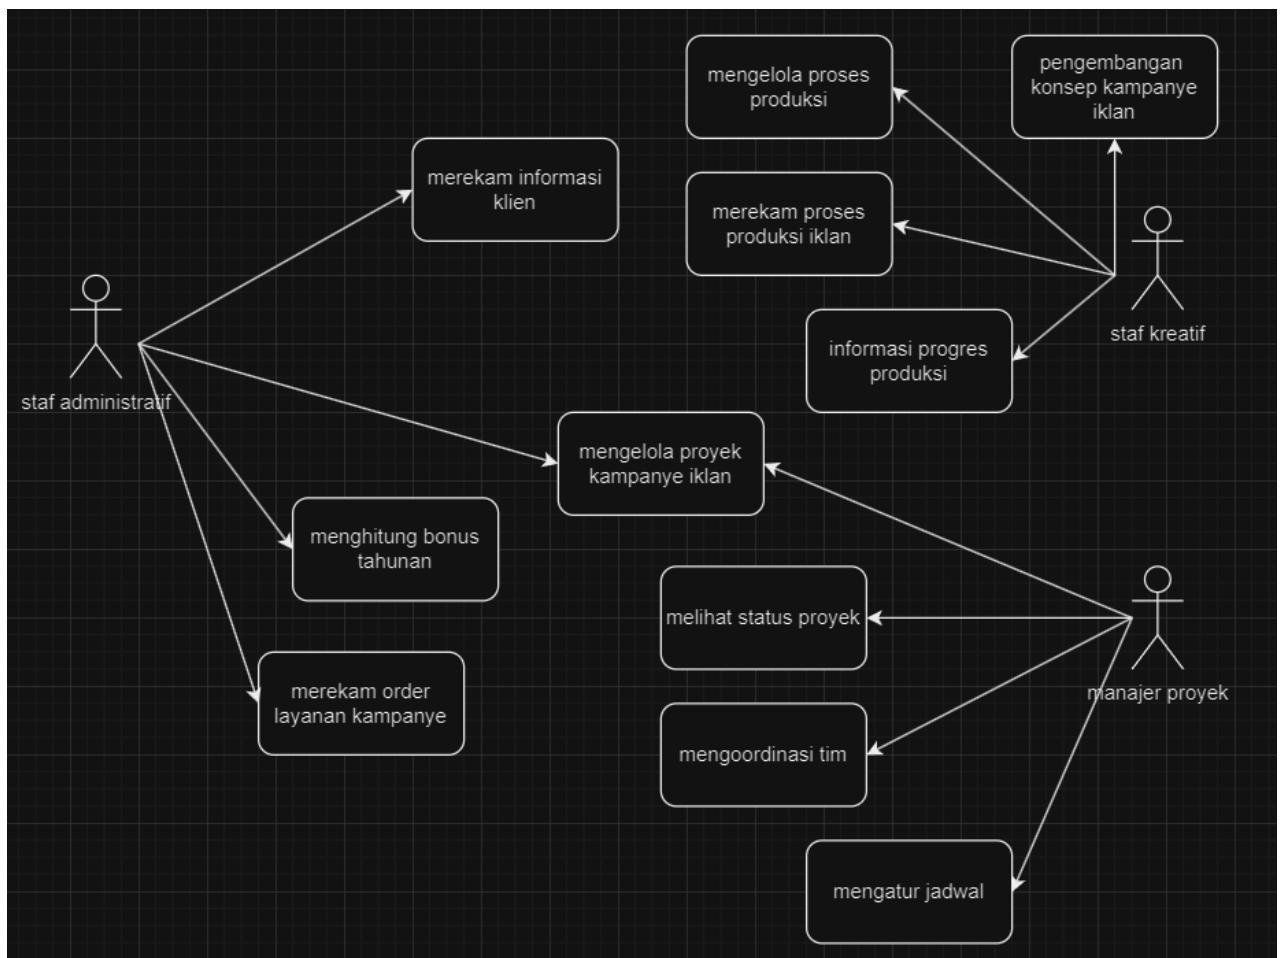 mengelola proses
produksi
pengembangan
konsep kampanye
iklan
merekam informasi
klien
merekam proses
produksi iklan
staf kreatif
informasi progres
produksi
staf administratif
mengelola proyek
kampanye iklan
menghitung bonus
tahunan
melihat status proyek
manajer proyek
merekam order
layanan kampanye
mengoordinasi tim
mengatur jadwal